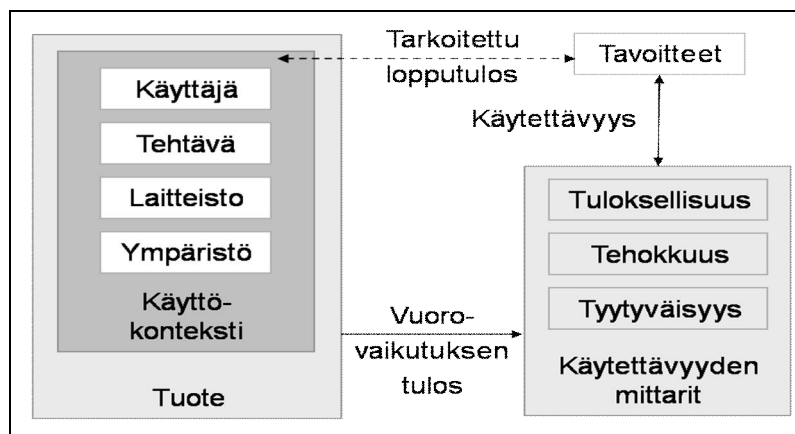 Käyttäjä
Tehtävä
Laitteisto
Ympäristö
Käyttö-
konteksti
Tuote
Tarkoitettu
lopputulos
Tavoitteet
Käytettävyys
Vuoro-
vaikutuksen
tulos
Tuloksellisuus
Tehokkuus
Tyytyväisyys
Käytettävyyden
mittarit